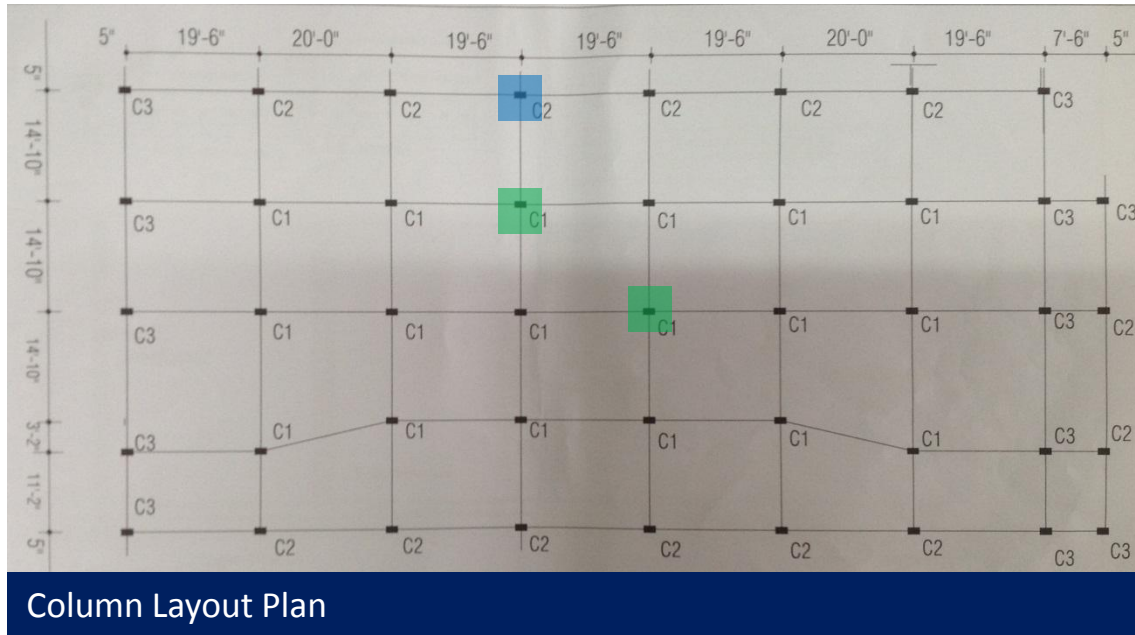 5" 19'-6" 20'-0" 19'-6" 19'-6" 19'-6" 20'-0" 19'-6" 7'-6" 5"
5"
C3 C2 C2 C2 C2 C2 C2 C3
14'-10"
C3 C1 C1 C1 C1 C1 C1 C3 C3
14'-10"
C3 C1 C1 C1 C1 C1 C1 C3 C2
14'-10"
3'-2"
C3 C1 C1 C1 C1 C1 C1 C3 C2
11'-2"
C3 C2 C2 C2 C2 C2 C2 C3 C3
5"
Column Layout Plan